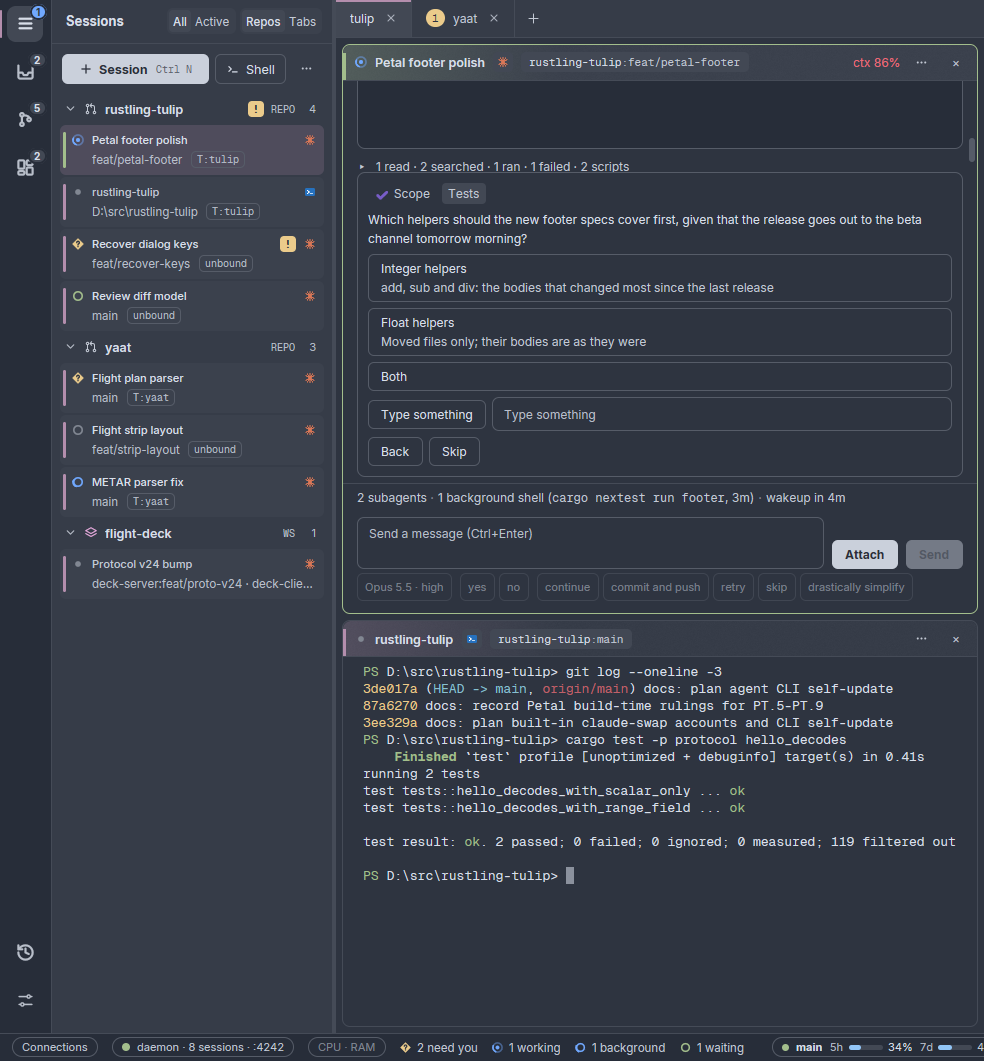 1
Sessions
All Active
Repos Tabs
tulip ×
1 yaat × +
2
+ Session Ctrl N
>_ Shell ···
5
2
rustling-tulip ! REPO 4
Petal footer polish
feat/petal-footer T:tulip
rustling-tulip
D:\src\rustling-tulip T:tulip
Recover dialog keys !
feat/recover-keys unbound
Review diff model
main unbound
yaat REPO 3
Flight plan parser
main T:yaat
Flight strip layout
feat/strip-layout unbound
METAR parser fix
main T:yaat
flight-deck WS 1
Protocol v24 bump
deck-server:feat/proto-v24 · deck-clie…
Petal footer polish rustling-tulip:feat/petal-footer ctx 86% ··· ×
1 read · 2 searched · 1 ran · 1 failed · 2 scripts
Scope Tests
Which helpers should the new footer specs cover first, given that the release goes out to the beta
channel tomorrow morning?
Integer helpers
add, sub and div: the bodies that changed most since the last release
Float helpers
Moved files only; their bodies are as they were
Both
Type something Type something
Back Skip
2 subagents · 1 background shell (cargo nextest run footer, 3m) · wakeup in 4m
Send a message (Ctrl+Enter)
Attach Send
Opus 5.5 · high yes no continue commit and push retry skip drastically simplify
rustling-tulip rustling-tulip:main ··· ×
PS D:\src\rustling-tulip> git log --oneline -3
3de017a (HEAD -> main, origin/main) docs: plan agent CLI self-update
87a6270 docs: record Petal build-time rulings for PT.5-PT.9
3ee329a docs: plan built-in claude-swap accounts and CLI self-update
PS D:\src\rustling-tulip> cargo test -p protocol hello_decodes
Finished `test` profile [unoptimized + debuginfo] target(s) in 0.41s
running 2 tests
test tests::hello_decodes_with_scalar_only ... ok
test tests::hello_decodes_with_range_field ... ok
test result: ok. 2 passed; 0 failed; 0 ignored; 0 measured; 119 filtered out
PS D:\src\rustling-tulip>
Connections daemon · 8 sessions · :4242 CPU · RAM 2 need you 1 working 1 background 1 waiting main 5h 34% 7d 4